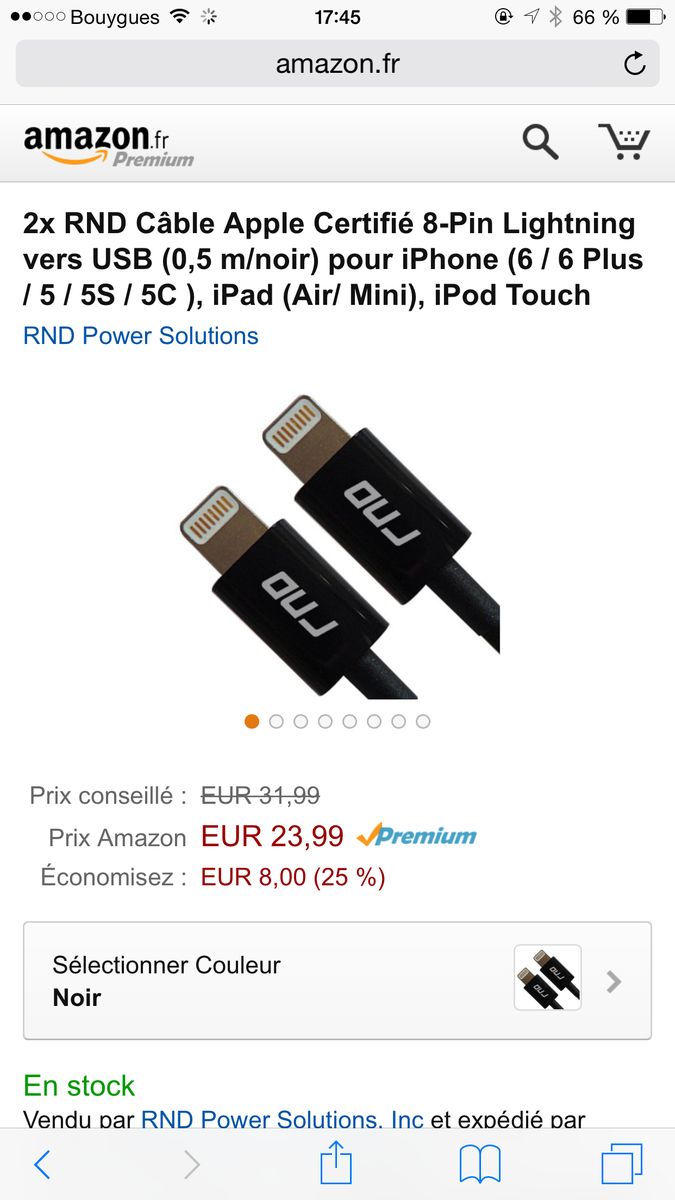 Bouygues 17:45 66 %
amazon.fr
amazon.fr
Premium
2x RND Câble Apple Certifié 8-Pin Lightning
vers USB (0,5 m/noir) pour iPhone (6 / 6 Plus
/ 5 / 5S / 5C ), iPad (Air/ Mini), iPod Touch
RND Power Solutions
rnd
rnd
Prix conseillé : EUR 31,99
Prix Amazon EUR 23,99 Premium
Économisez : EUR 8,00 (25 %)
Sélectionner Couleur
Noir
rnd
rnd
En stock
Vendu par RND Power Solutions, Inc et expédié par